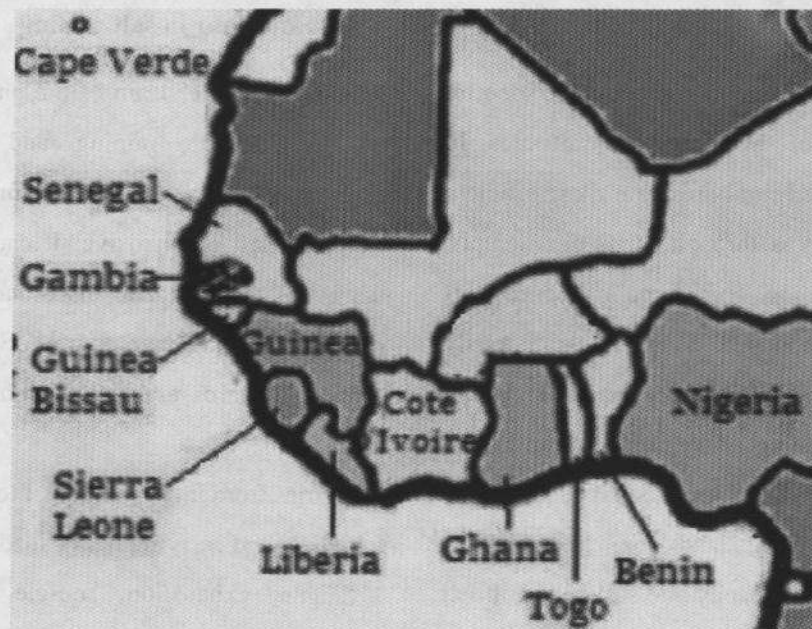 Cape Verde
Senegal
Gambia
Guinea
Bissau
Guinea
Sierra
Leone
Liberia
Cote
D'Ivoire
Ghana
Togo
Benin
Nigeria